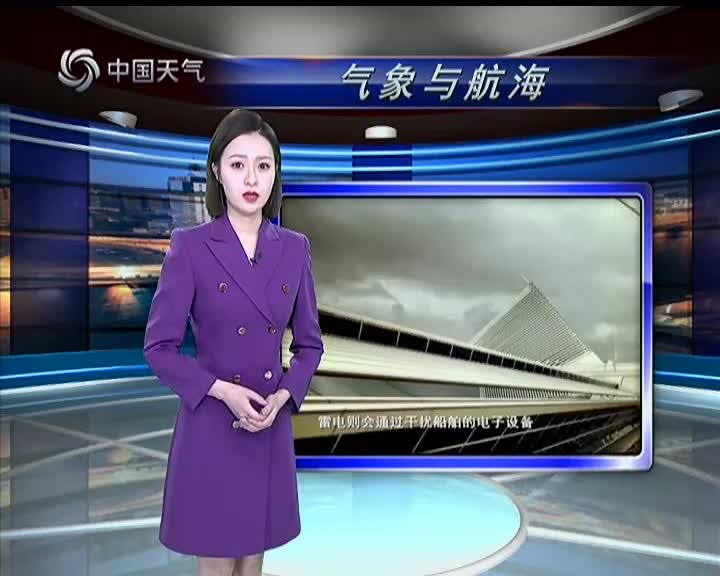 中国天气
气象与航海
雷电则会通过干扰船舶的电子设备